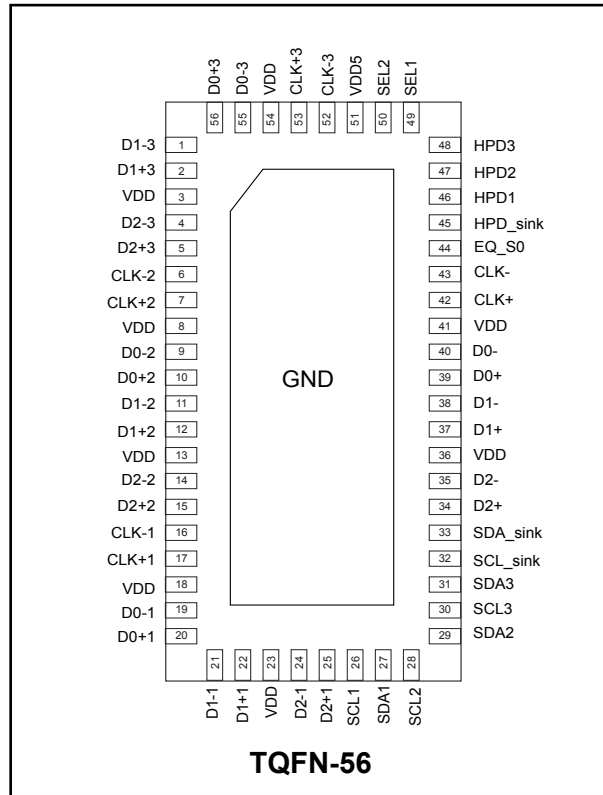 D0+3
D0-3
VDD
CLK+3
CLK-3
VDD5
SEL2
SEL1
56
55
54
53
52
51
50
49
D1-3 1
D1+3 2
VDD 3
D2-3 4
D2+3 5
CLK-2 6
CLK+2 7
VDD 8
D0-2 9
D0+2 10
D1-2 11
D1+2 12
VDD 13
D2-2 14
D2+2 15
CLK-1 16
CLK+1 17
VDD 18
D0-1 19
D0+1 20
GND
48 HPD3
47 HPD2
46 HPD1
45 HPD_sink
44 EQ_S0
43 CLK-
42 CLK+
41 VDD
40 D0-
39 D0+
38 D1-
37 D1+
36 VDD
35 D2-
34 D2+
33 SDA_sink
32 SCL_sink
31 SDA3
30 SCL3
29 SDA2
21
22
23
24
25
26
27
28
D1-1
D1+1
VDD
D2-1
D2+1
SCL1
SDA1
SCL2
TQFN-56